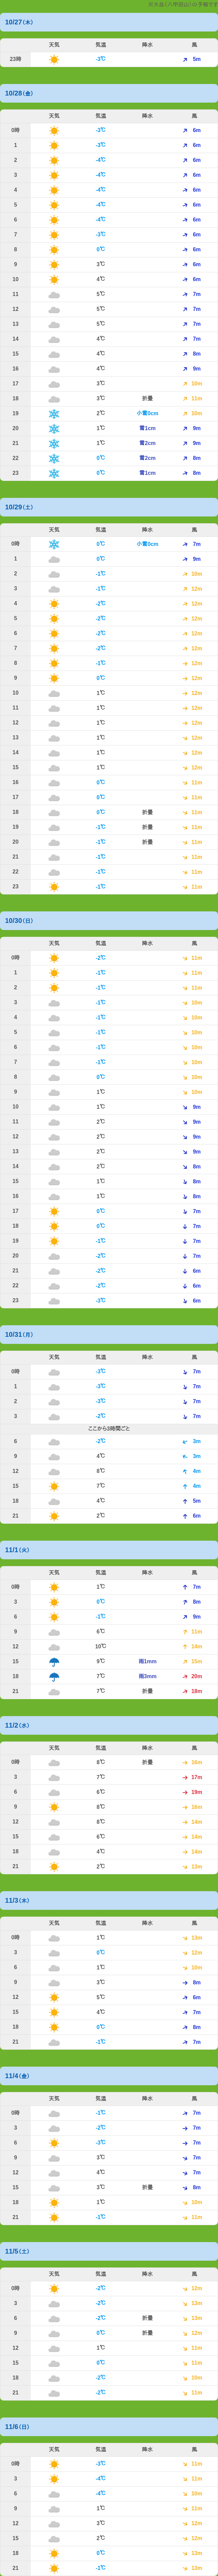 ※大岳(八甲田山)の予報です
10/27(木)
天気 気温 降水 風
23時 -3℃ 5m
10/28(金)
天気 気温 降水 風
0時 -3℃ 6m
1 -3℃ 6m
2 -4℃ 6m
3 -4℃ 6m
4 -4℃ 6m
5 -4℃ 6m
6 -4℃ 6m
7 -3℃ 6m
8 0℃ 6m
9 3℃ 6m
10 4℃ 6m
11 5℃ 7m
12 5℃ 7m
13 5℃ 7m
14 4℃ 7m
15 4℃ 8m
16 4℃ 9m
17 3℃ 10m
18 3℃ 折畳 11m
19 2℃ 小雪0cm 10m
20 1℃ 雪1cm 9m
21 1℃ 雪2cm 9m
22 0℃ 雪2cm 8m
23 0℃ 雪1cm 8m
10/29(土)
天気 気温 降水 風
0時 0℃ 小雪0cm 7m
1 0℃ 9m
2 -1℃ 10m
3 -1℃ 12m
4 -2℃ 12m
5 -2℃ 12m
6 -2℃ 12m
7 -2℃ 12m
8 -1℃ 12m
9 0℃ 12m
10 1℃ 12m
11 1℃ 12m
12 1℃ 12m
13 1℃ 12m
14 1℃ 12m
15 1℃ 12m
16 0℃ 11m
17 0℃ 11m
18 0℃ 折畳 11m
19 -1℃ 折畳 11m
20 -1℃ 折畳 11m
21 -1℃ 11m
22 -1℃ 11m
23 -1℃ 11m
10/30(日)
天気 気温 降水 風
0時 -2℃ 11m
1 -1℃ 11m
2 -1℃ 11m
3 -1℃ 10m
4 -1℃ 10m
5 -1℃ 10m
6 -1℃ 10m
7 -1℃ 10m
8 0℃ 10m
9 1℃ 10m
10 1℃ 9m
11 2℃ 9m
12 2℃ 9m
13 2℃ 9m
14 2℃ 8m
15 1℃ 8m
16 1℃ 8m
17 0℃ 7m
18 0℃ 7m
19 -1℃ 7m
20 -2℃ 7m
21 -2℃ 6m
22 -2℃ 6m
23 -3℃ 6m
10/31(月)
天気 気温 降水 風
0時 -3℃ 7m
1 -3℃ 7m
2 -3℃ 7m
3 -2℃ 7m
ここから3時間ごと
6 -2℃ 3m
9 4℃ 3m
12 8℃ 4m
15 7℃ 4m
18 4℃ 5m
21 2℃ 6m
11/1(火)
天気 気温 降水 風
0時 1℃ 7m
3 0℃ 8m
6 -1℃ 9m
9 6℃ 11m
12 10℃ 14m
15 9℃ 雨1mm 15m
18 7℃ 雨3mm 20m
21 7℃ 折畳 18m
11/2(水)
天気 気温 降水 風
0時 8℃ 折畳 16m
3 7℃ 17m
6 6℃ 19m
9 8℃ 16m
12 8℃ 14m
15 6℃ 14m
18 4℃ 14m
21 2℃ 13m
11/3(木)
天気 気温 降水 風
0時 1℃ 13m
3 0℃ 12m
6 1℃ 10m
9 3℃ 8m
12 5℃ 6m
15 4℃ 7m
18 0℃ 8m
21 -1℃ 7m
11/4(金)
天気 気温 降水 風
0時 -1℃ 7m
3 -2℃ 7m
6 -3℃ 7m
9 3℃ 7m
12 4℃ 7m
15 3℃ 折畳 8m
18 1℃ 10m
21 -1℃ 11m
11/5(土)
天気 気温 降水 風
0時 -2℃ 12m
3 -2℃ 13m
6 -2℃ 折畳 13m
9 0℃ 折畳 12m
12 1℃ 11m
15 0℃ 11m
18 -2℃ 10m
21 -2℃ 11m
11/6(日)
天気 気温 降水 風
0時 -3℃ 11m
3 -4℃ 11m
6 -4℃ 10m
9 1℃ 11m
12 3℃ 12m
15 2℃ 12m
18 0℃ 13m
21 -1℃ 13m